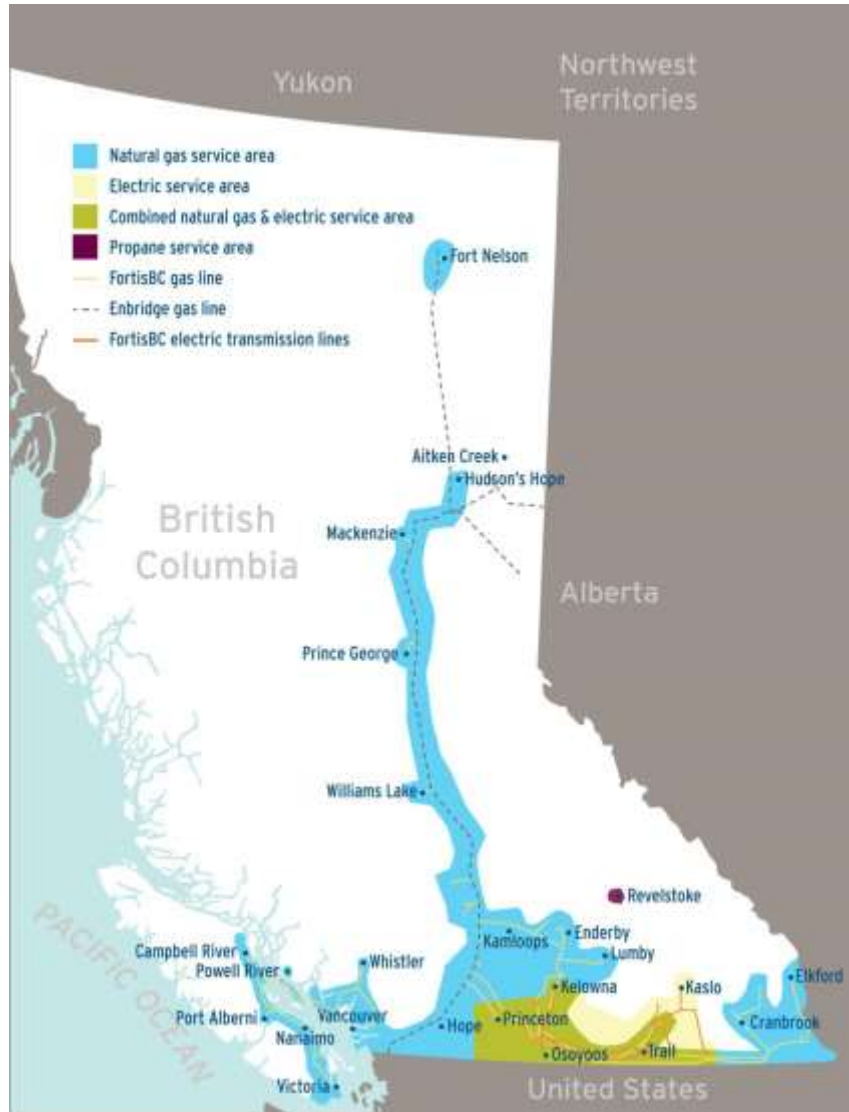 Yukon
Northwest
Territories
Natural gas service area
Electric service area
Combined natural gas & electric service area
Propane service area
FortisBC gas line
Enbridge gas line
FortisBC electric transmission lines
Fort Nelson
Aitken Creek
Hudson's Hope
British
Columbia
Mackenzie
Alberta
Prince George
Williams Lake
Revelstoke
PACIFIC OCEAN
Campbell River
Powell River
Whistler
Kamloops
Enderby
Lumby
Kelowna
Kaslo
Elkford
Port Alberni
Nanaimo
Vancouver
Hope
Princeton
Cranbrook
Osoyoos
Trail
Victoria
United States